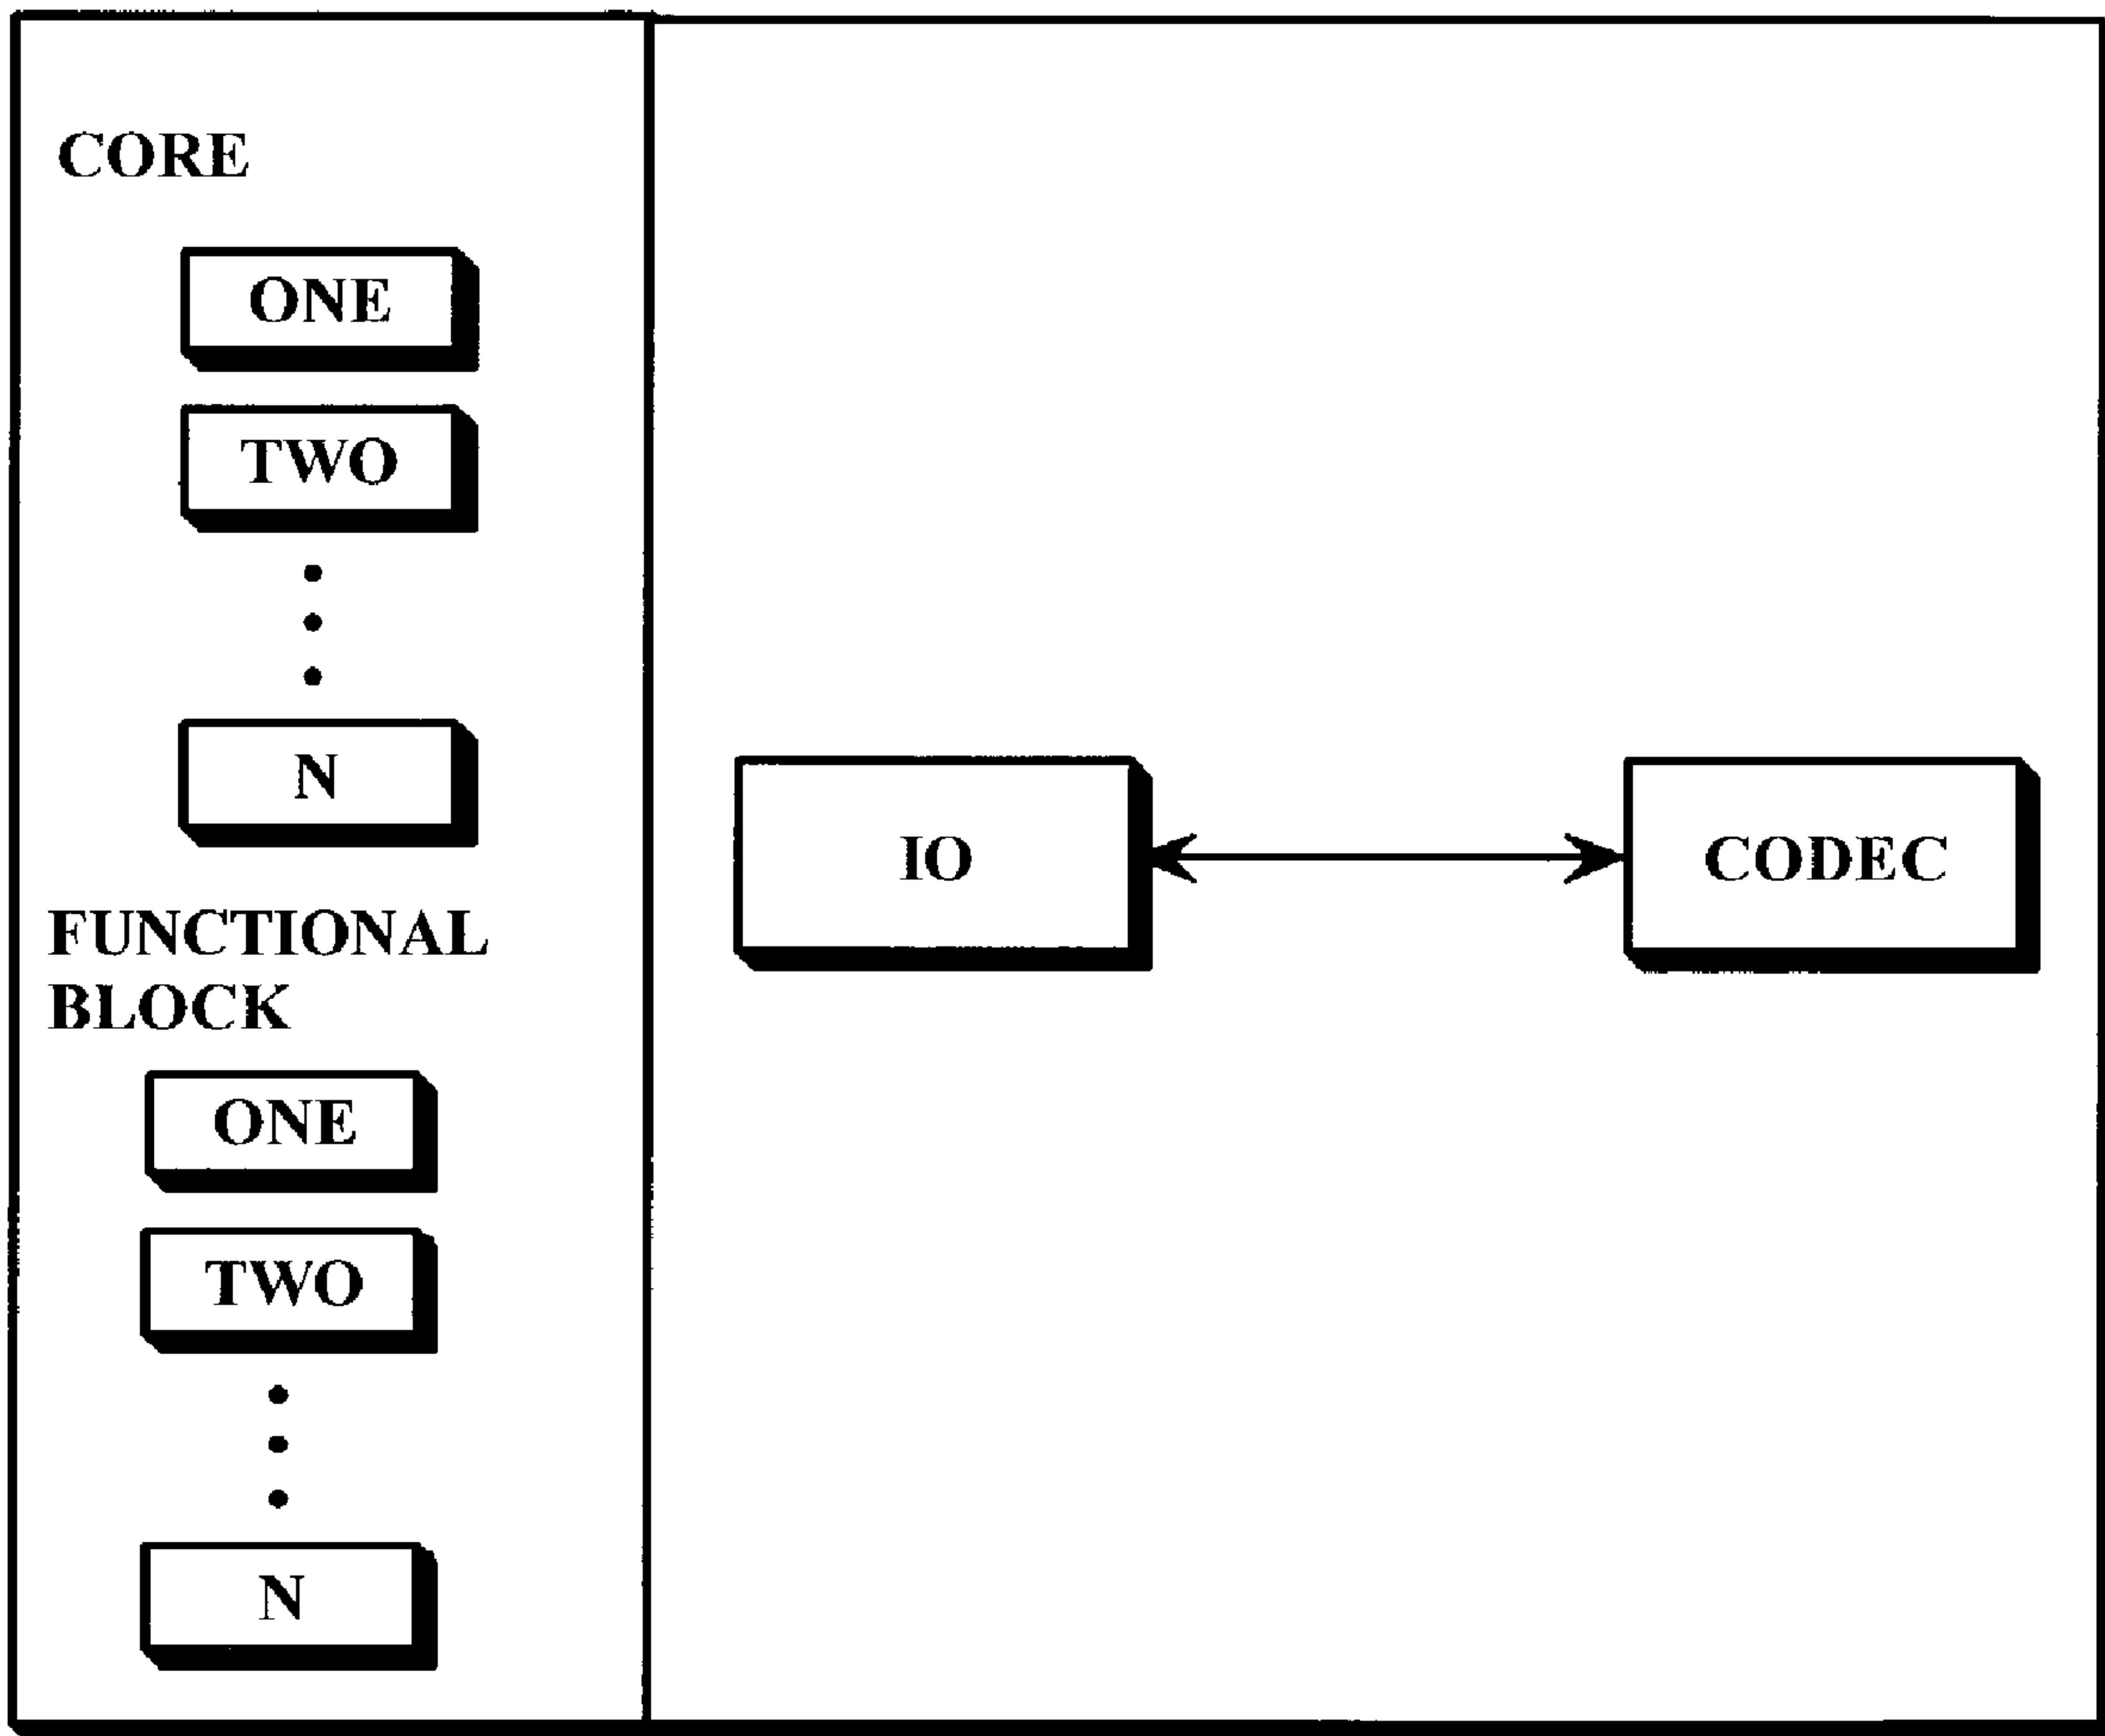 CORE
ONE
TWO
N
FUNCTIONAL
BLOCK
ONE
TWO
N
IO
CODEC